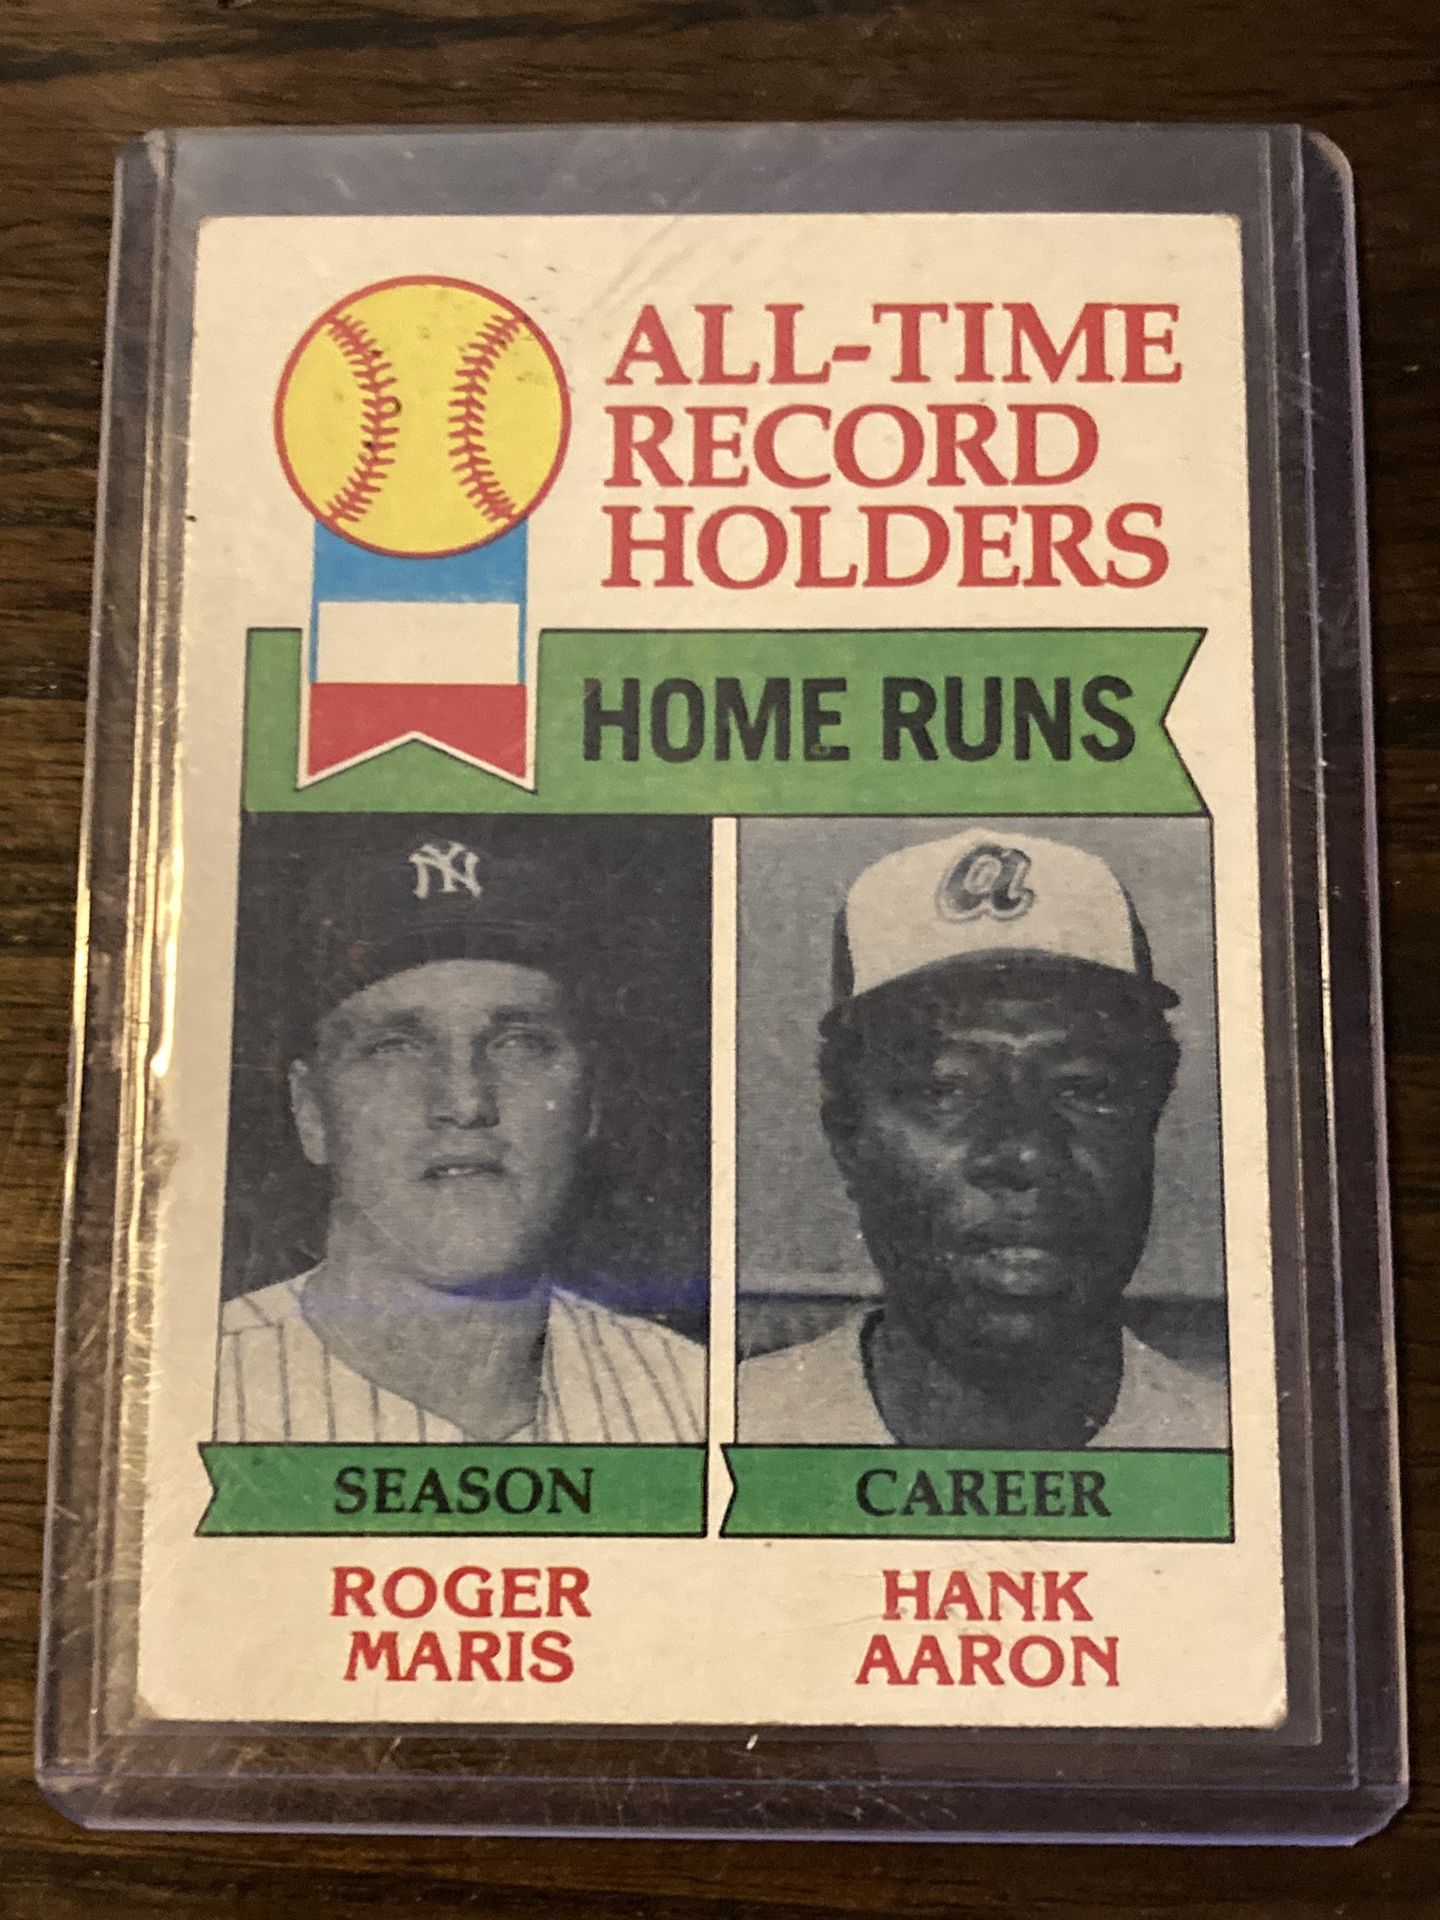 ALL-TIME
RECORD
HOLDERS
HOME RUNS
NY
a
SEASON
CAREER
ROGER
MARIS
HANK
AARON